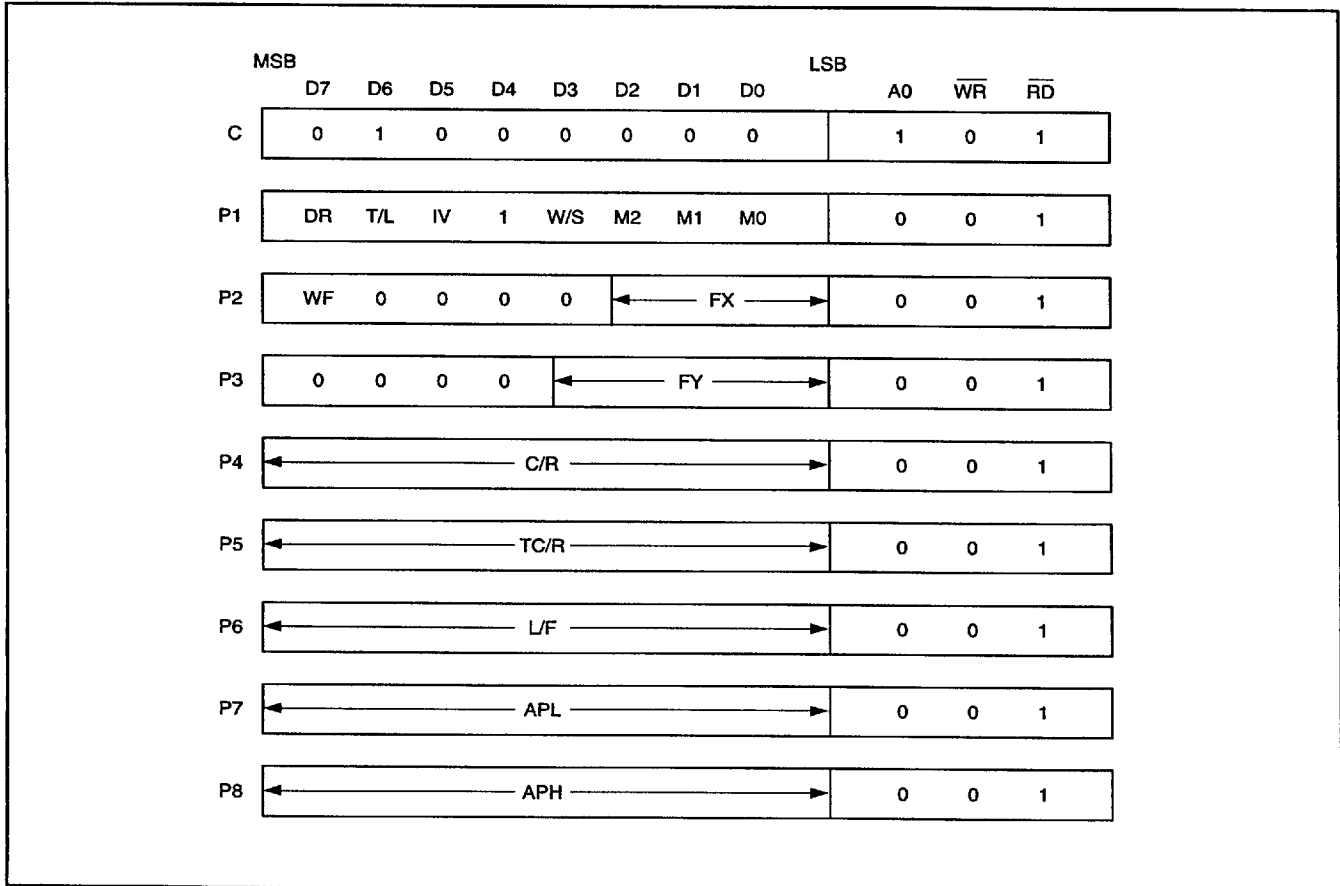 MSB LSB
D7 D6 D5 D4 D3 D2 D1 D0 A0 W̅R̅ R̅D̅
C 0 1 0 0 0 0 0 0 1 0 1
P1 DR T/L IV 1 W/S M2 M1 M0 0 0 1
P2 WF 0 0 0 0 FX 0 0 1
P3 0 0 0 0 FY 0 0 1
P4 C/R 0 0 1
P5 TC/R 0 0 1
P6 L/F 0 0 1
P7 APL 0 0 1
P8 APH 0 0 1